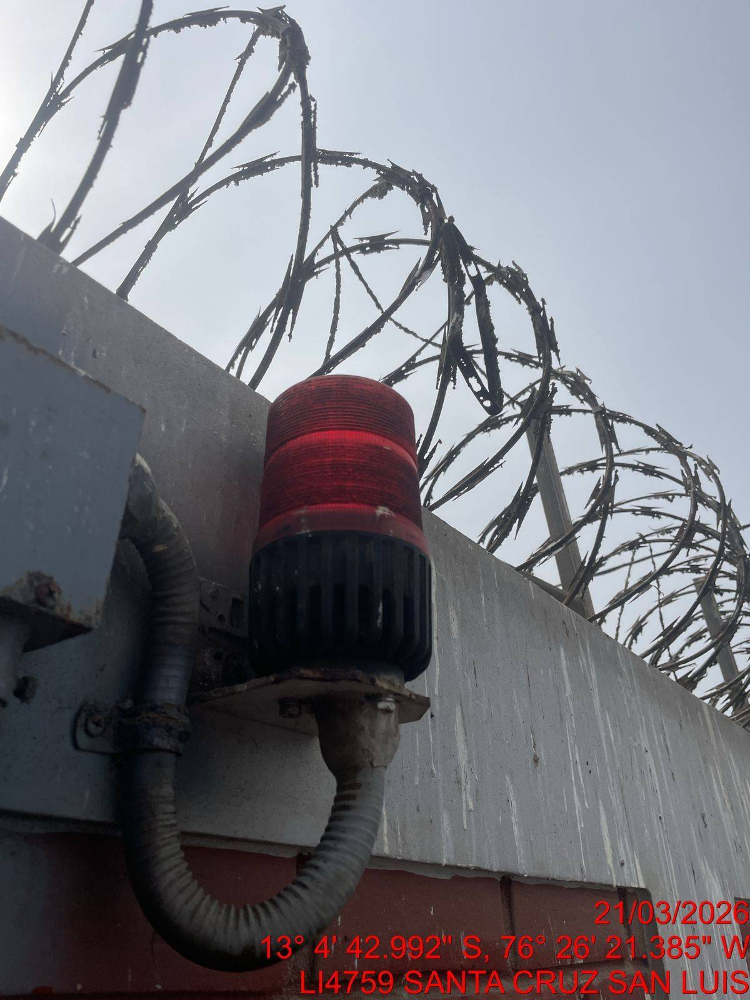 21/03/2026
13° 4' 42.992" S, 76° 26' 21.385" W
LI4759 SANTA CRUZ SAN LUIS